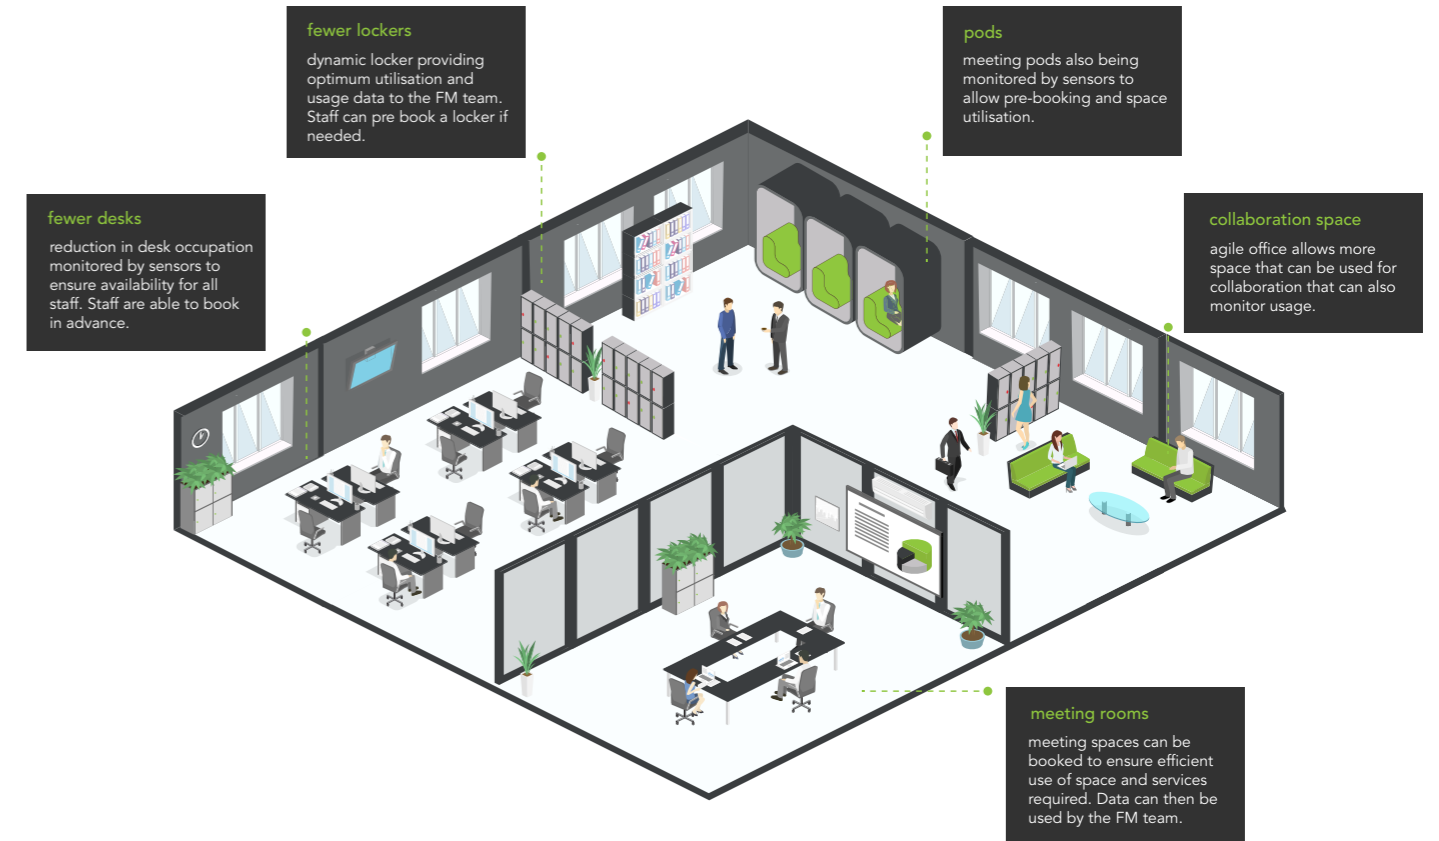 fewer lockers
dynamic locker providing
optimum utilisation and
usage data to the FM team.
Staff can pre book a locker if
needed.
pods
meeting pods also being
monitored by sensors to
allow pre-booking and space
utilisation.
fewer desks
reduction in desk occupation
monitored by sensors to
ensure availability for all
staff. Staff are able to book
in advance.
collaboration space
agile office allows more
space that can be used for
collaboration that can also
monitor usage.
meeting rooms
meeting spaces can be
booked to ensure efficient
use of space and services
required. Data can then be
used by the FM team.